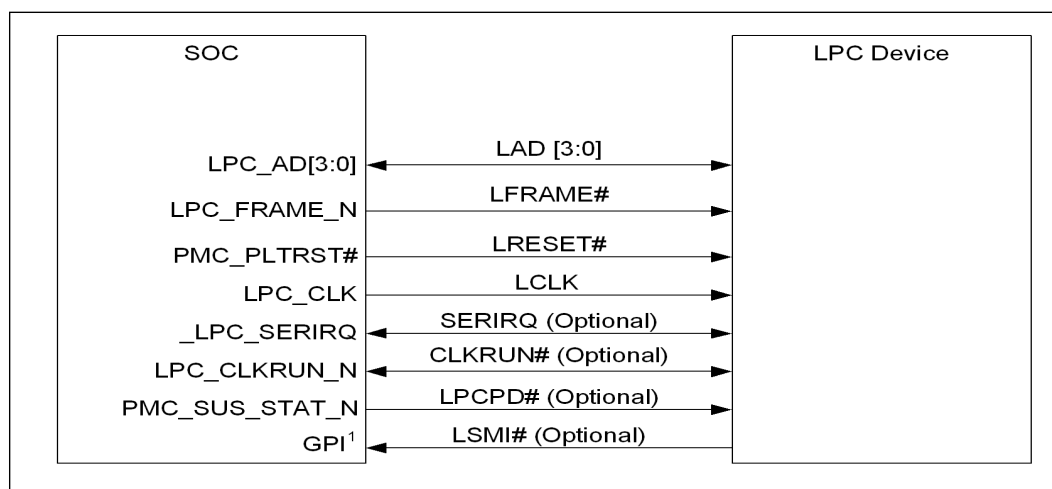 SOC LPC Device
LPC_AD[3:0] LAD [3:0]
LPC_FRAME_N LFRAME#
PMC_PLTRST# LRESET#
LPC_CLK LCLK
_LPC_SERIRQ SERIRQ (Optional)
LPC_CLKRUN_N CLKRUN# (Optional)
PMC_SUS_STAT_N LPCPD# (Optional)
GPI¹ LSMI# (Optional)